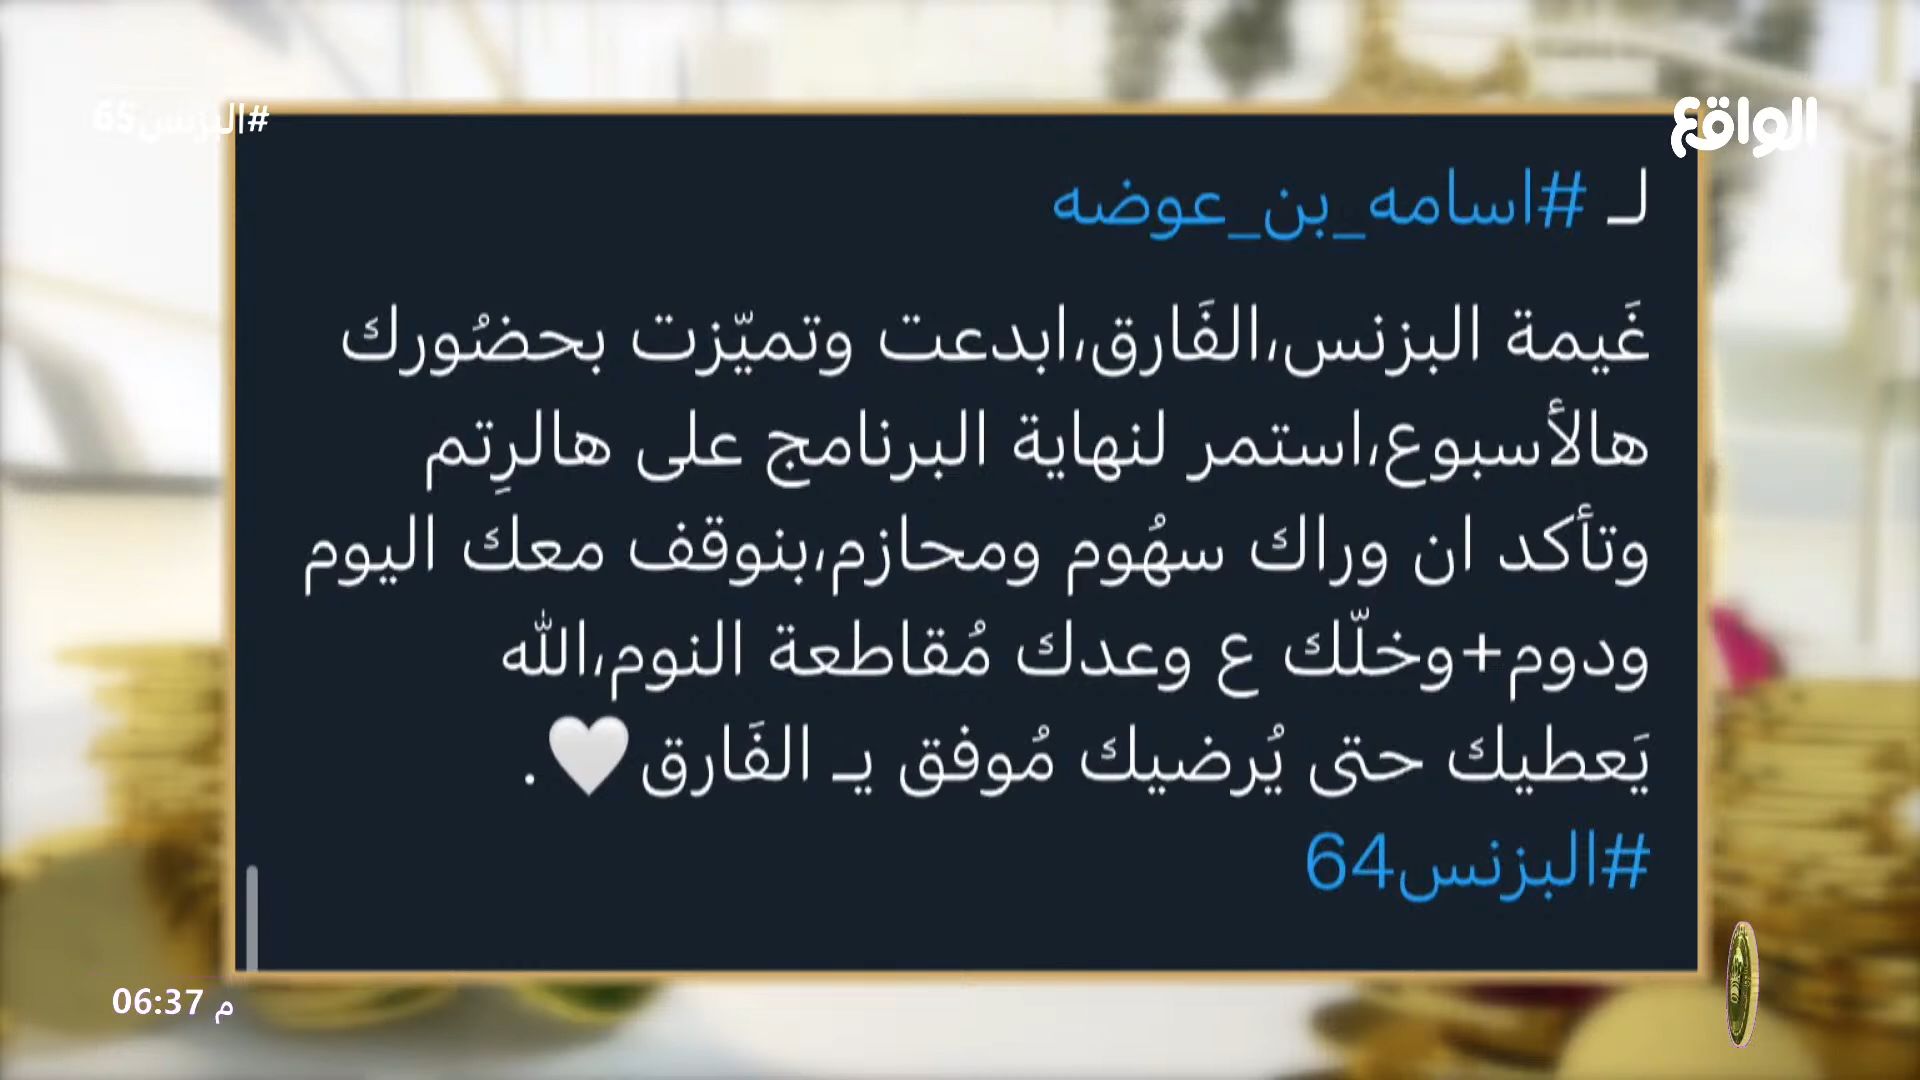 #البزنس65
الواقع
لـ #اسامه_بن_عوضه
غَيمة البزنس،الفَارق،ابدعت وتميّزت بحضُورك
هالأسبوع،استمر لنهاية البرنامج على هالرِتم
وتأكد ان وراك سهُوم ومحازم،بنوقف معك اليوم
ودوم+وخلّك ع وعدك مُقاطعة النوم،الله
يَعطيك حتى يُرضيك مُوفق يـ الفَارق🤍.
#البزنس64
06:37 م